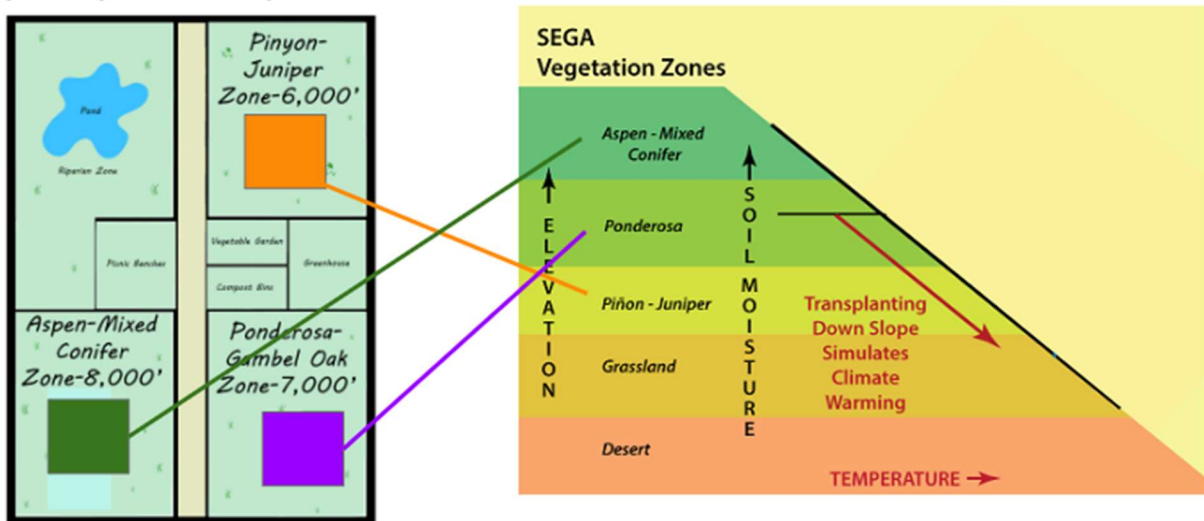 Pinyon-
Juniper
Zone-6,000'
Pond
Riparian Zone
Picnic Benches
Vegetable Garden
Compost Bins
Greenhouse
Aspen-Mixed
Conifer
Zone-8,000'
Ponderosa-
Gambel Oak
Zone-7,000'
SEGA
Vegetation Zones
Aspen - Mixed
Conifer
Ponderosa
Piñon - Juniper
Grassland
Desert
ELEVATION
SOIL MOISTURE
Transplanting
Down Slope
Simulates
Climate
Warming
TEMPERATURE